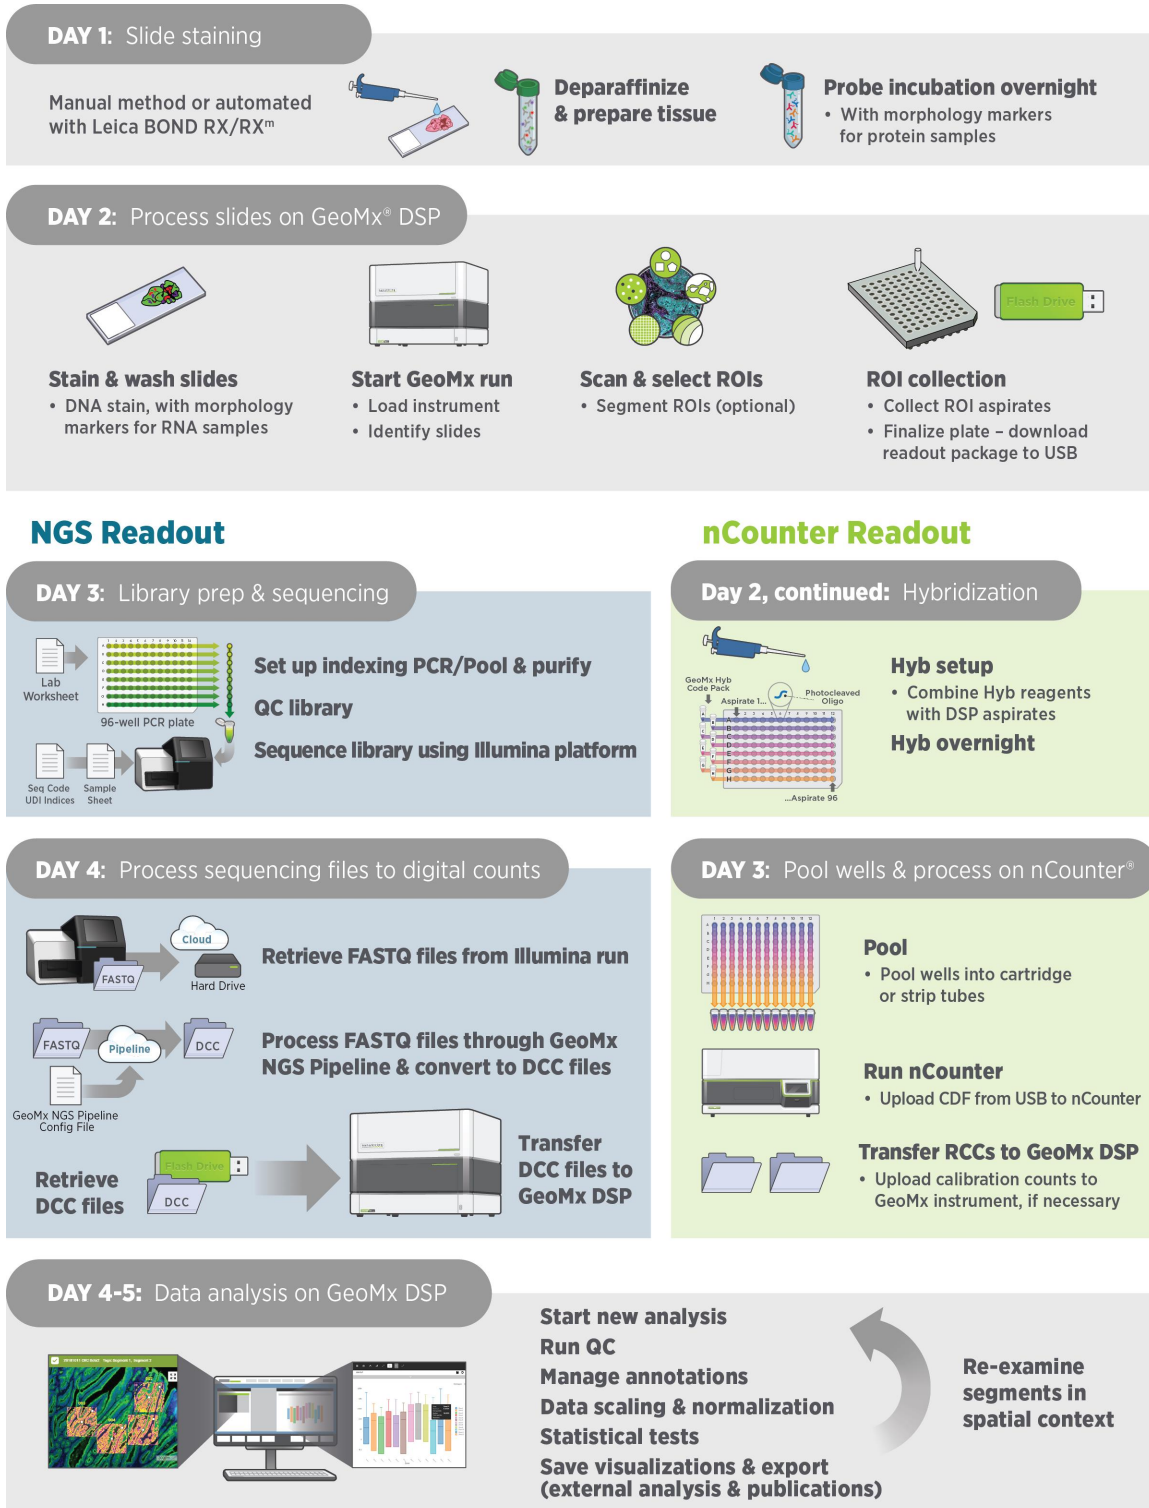 DAY 1: Slide staining
Manual method or automated
with Leica BOND RX/RXᵐ
Deparaffinize
& prepare tissue
Probe incubation overnight
• With morphology markers
for protein samples
DAY 2: Process slides on GeoMx® DSP
Flash Drive
Stain & wash slides
• DNA stain, with morphology
markers for RNA samples
Start GeoMx run
• Load instrument
• Identify slides
Scan & select ROIs
• Segment ROIs (optional)
ROI collection
• Collect ROI aspirates
• Finalize plate – download
readout package to USB
NGS Readout
DAY 3: Library prep & sequencing
Lab
Worksheet
96-well PCR plate
Seq Code
UDI Indices
Sample
Sheet
Set up indexing PCR/Pool & purify
QC library
Sequence library using Illumina platform
nCounter Readout
Day 2, continued: Hybridization
GeoMx Hyb
Code Pack
Aspirate 1...
Photocleaved
Oligo
A
B
C
D
E
F
G
H
...Aspirate 96
Hyb setup
• Combine Hyb reagents
with DSP aspirates
Hyb overnight
DAY 4: Process sequencing files to digital counts
FASTQ
Cloud
Hard Drive
Retrieve FASTQ files from Illumina run
FASTQ
Pipeline
DCC
GeoMx NGS Pipeline
Config File
Process FASTQ files through GeoMx
NGS Pipeline & convert to DCC files
Retrieve
DCC files
Flash Drive
DCC
Transfer
DCC files to
GeoMx DSP
DAY 3: Pool wells & process on nCounter®
Pool
• Pool wells into cartridge
or strip tubes
Run nCounter
• Upload CDF from USB to nCounter
Transfer RCCs to GeoMx DSP
• Upload calibration counts to
GeoMx instrument, if necessary
DAY 4-5: Data analysis on GeoMx DSP
Start new analysis
Run QC
Manage annotations
Data scaling & normalization
Statistical tests
Save visualizations & export
(external analysis & publications)
Re-examine
segments in
spatial context